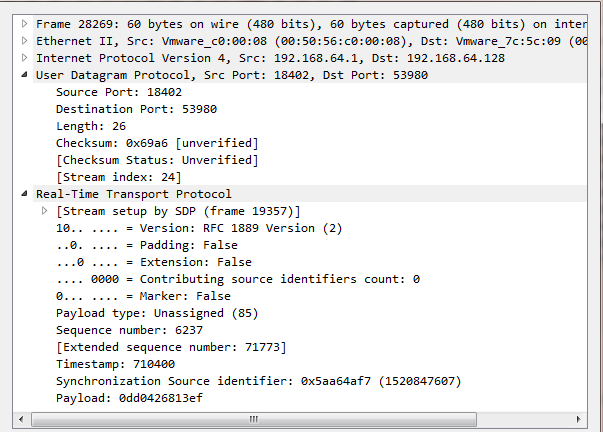 Frame 28269: 60 bytes on wire (480 bits), 60 bytes captured (480 bits) on inter
Ethernet II, Src: Vmware_c0:00:08 (00:50:56:c0:00:08), Dst: Vmware_7c:5c:09 (00
Internet Protocol Version 4, Src: 192.168.64.1, Dst: 192.168.64.128
User Datagram Protocol, Src Port: 18402, Dst Port: 53980
Source Port: 18402
Destination Port: 53980
Length: 26
Checksum: 0x69a6 [unverified]
[Checksum Status: Unverified]
[Stream index: 24]
Real-Time Transport Protocol
[Stream setup by SDP (frame 19357)]
10.. .... = Version: RFC 1889 Version (2)
..0. .... = Padding: False
...0 .... = Extension: False
.... 0000 = Contributing source identifiers count: 0
0... .... = Marker: False
Payload type: Unassigned (85)
Sequence number: 6237
[Extended sequence number: 71773]
Timestamp: 710400
Synchronization Source identifier: 0x5aa64af7 (1520847607)
Payload: 0dd0426813ef